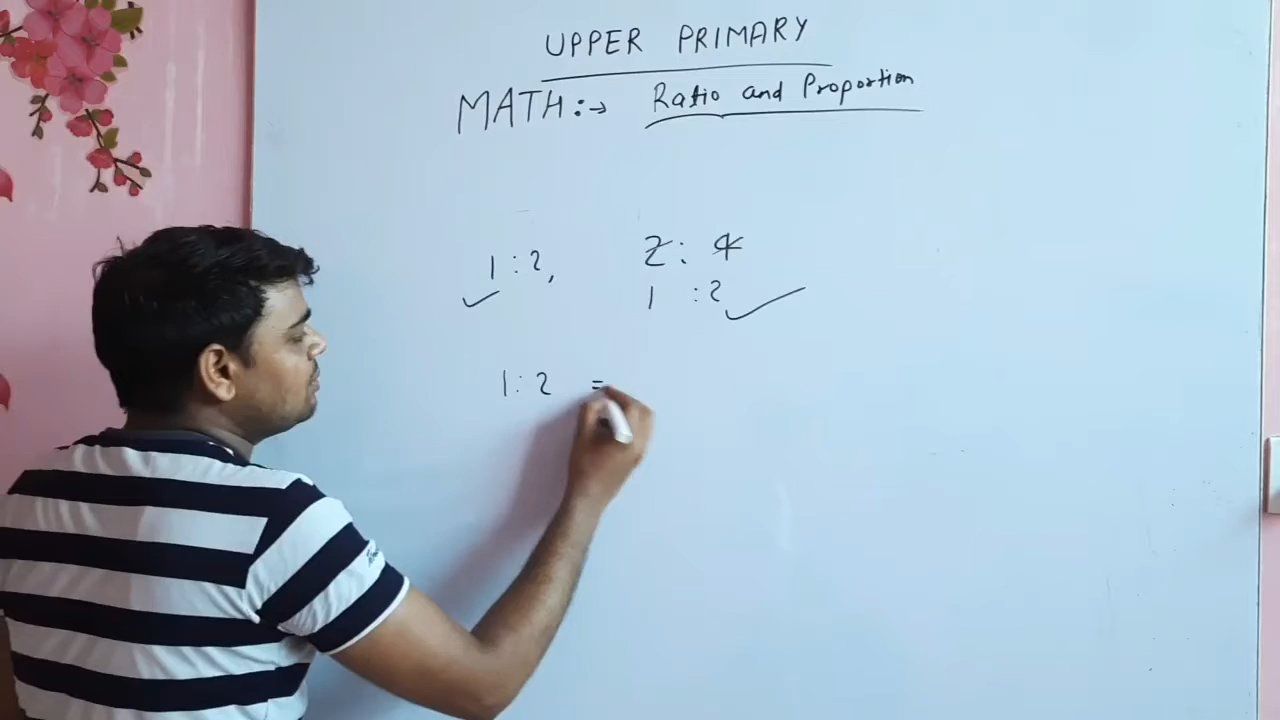 UPPER PRIMARY
MATH:→ Ratio and Proportion
1 : 2, 2 : 4
1 : 2
1 : 2 =